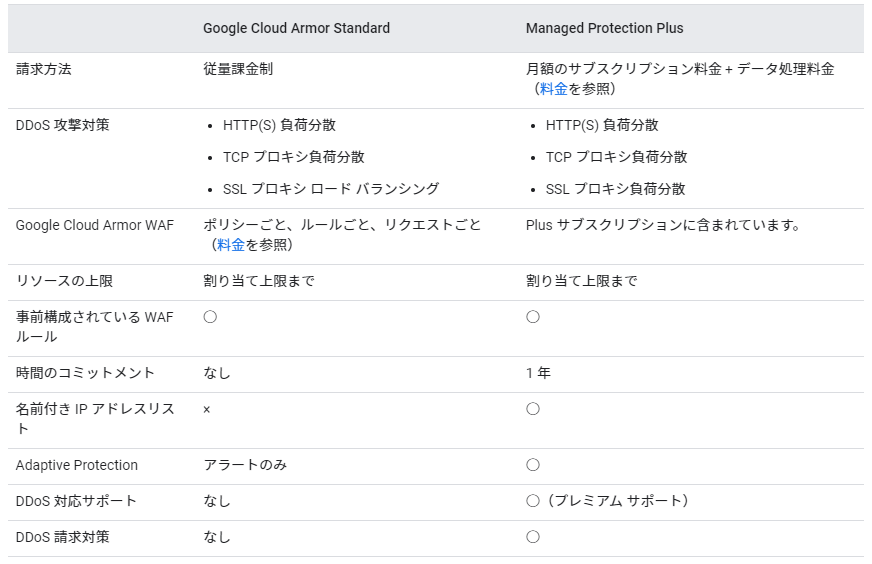 Google Cloud Armor Standard
Managed Protection Plus
請求方法
従量課金制
月額のサブスクリプション料金 + データ処理料金
（料金を参照）
DDoS 攻撃対策
• HTTP(S) 負荷分散
• TCP プロキシ負荷分散
• SSL プロキシ ロード バランシング
• HTTP(S) 負荷分散
• TCP プロキシ負荷分散
• SSL プロキシ負荷分散
Google Cloud Armor WAF
ポリシーごと、ルールごと、リクエストごと
（料金を参照）
Plus サブスクリプションに含まれています。
リソースの上限
割り当て上限まで
割り当て上限まで
事前構成されている WAF
ルール
〇
〇
時間のコミットメント
なし
1 年
名前付き IP アドレスリス
ト
×
〇
Adaptive Protection
アラートのみ
〇
DDoS 対応サポート
なし
〇（プレミアム サポート）
DDoS 請求対策
なし
〇